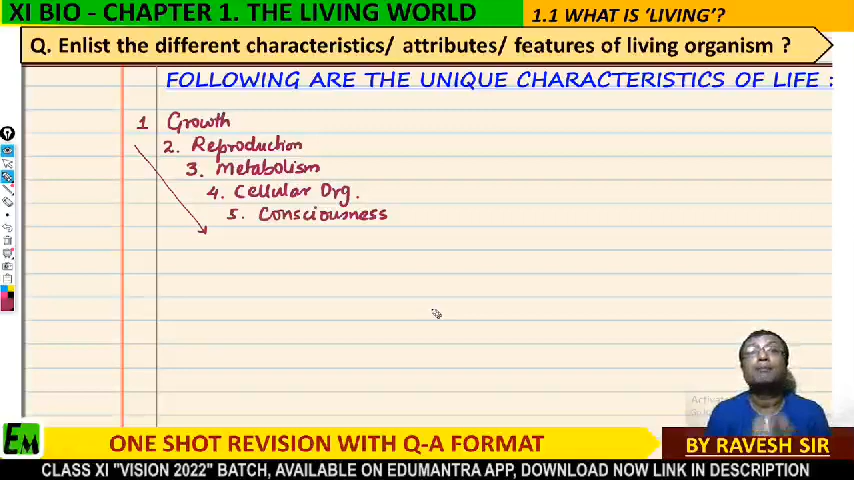 XI BIO - CHAPTER 1. THE LIVING WORLD
1.1 WHAT IS ‘LIVING’?
Q. Enlist the different characteristics/ attributes/ features of living organism ?
FOLLOWING ARE THE UNIQUE CHARACTERISTICS OF LIFE :
1 Growth
2. Reproduction
3. Metabolism
4. Cellular Org.
5. Consciousness
EM
ONE SHOT REVISION WITH Q-A FORMAT
BY RAVESH SIR
CLASS XI "VISION 2022" BATCH, AVAILABLE ON EDUMANTRA APP, DOWNLOAD NOW LINK IN DESCRIPTION